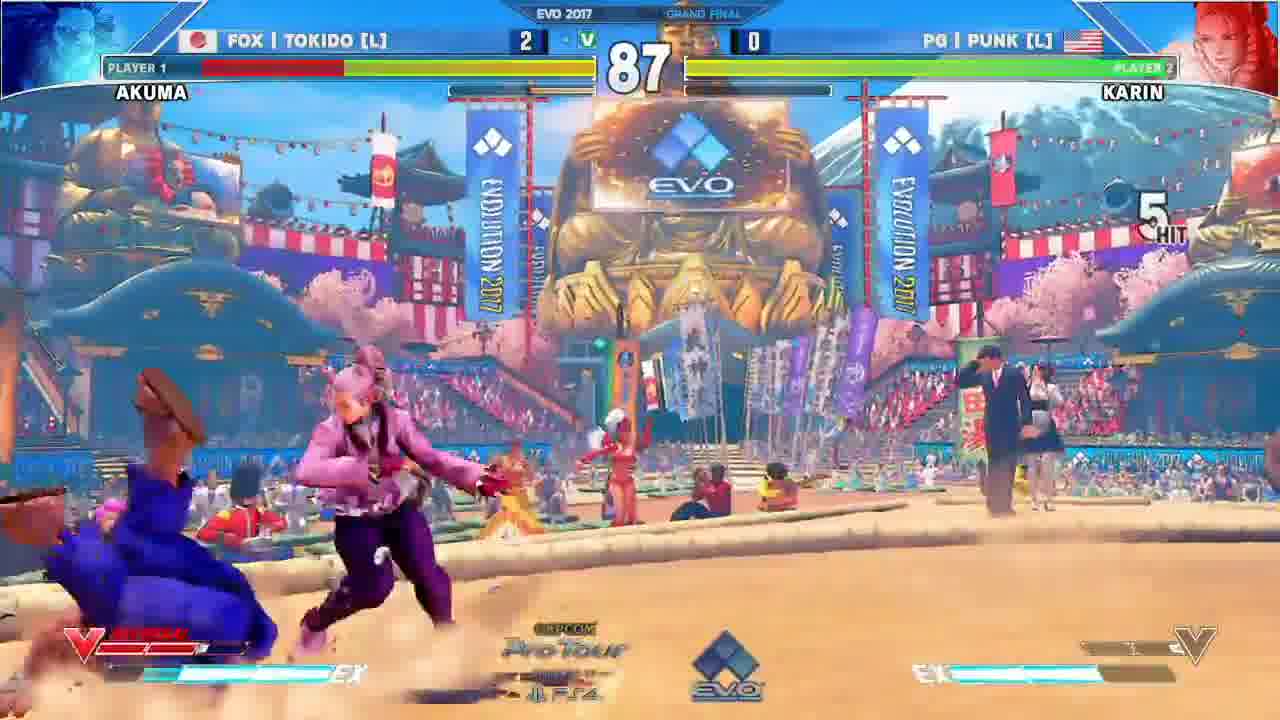 EVO 2017 GRAND FINAL
FOX | TOKIDO [L] 2 V 87 0 PG | PUNK [L]
PLAYER 1 PLAYER 2
AKUMA KARIN
EVO
EVOLUTION 2017
EVOLUTION 2017
5
HIT
CAPCOM
Pro Tour
PS4
EX
EX
EVO